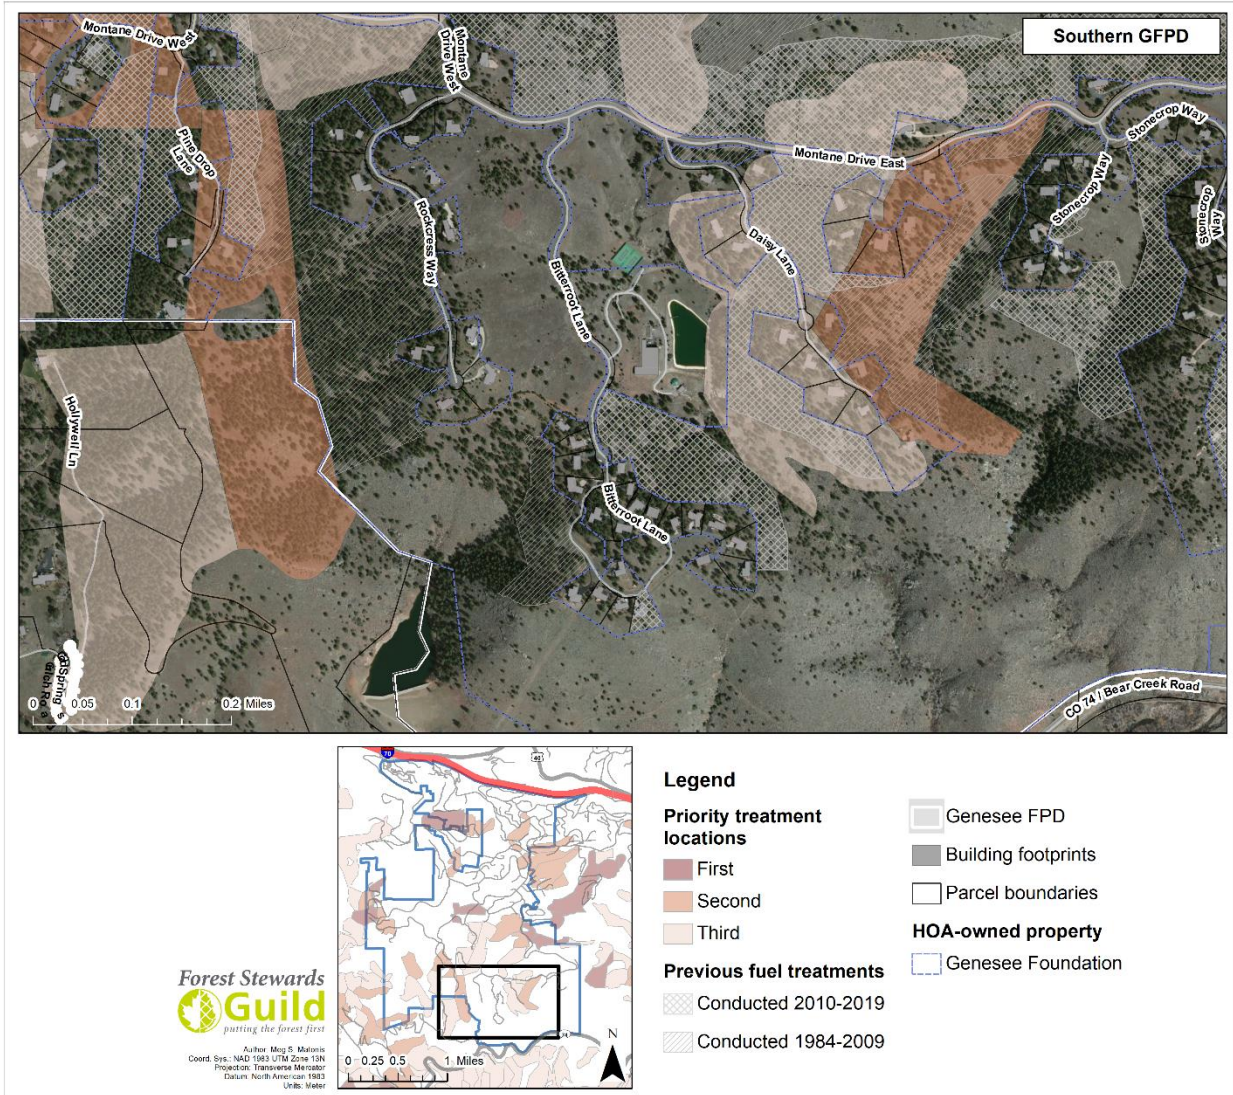 Southern GFPD
Montane Drive West
Montane
Drive West
Pine Drop
Lane
Rockcress Way
Bitterroot Lane
Montane Drive East
Daisy Lane
Stonecrop Way
Stonecrop Way
Stonecrop
Way
Hollywell Ln
Bitterroot Lane
CO 74 / Bear Creek Road
0 0.05 0.1 0.2 Miles
70
40
74
N
0 0.25 0.5 1 Miles
Forest Stewards
Guild
putting the forest first
Author: Meg S. Matonis
Coord. Sys.: NAD 1983 UTM Zone 13N
Projection: Transverse Mercator
Datum: North American 1983
Units: Meter
Legend
Priority treatment
locations
First
Second
Third
Previous fuel treatments
Conducted 2010-2019
Conducted 1984-2009
Genesee FPD
Building footprints
Parcel boundaries
HOA-owned property
Genesee Foundation